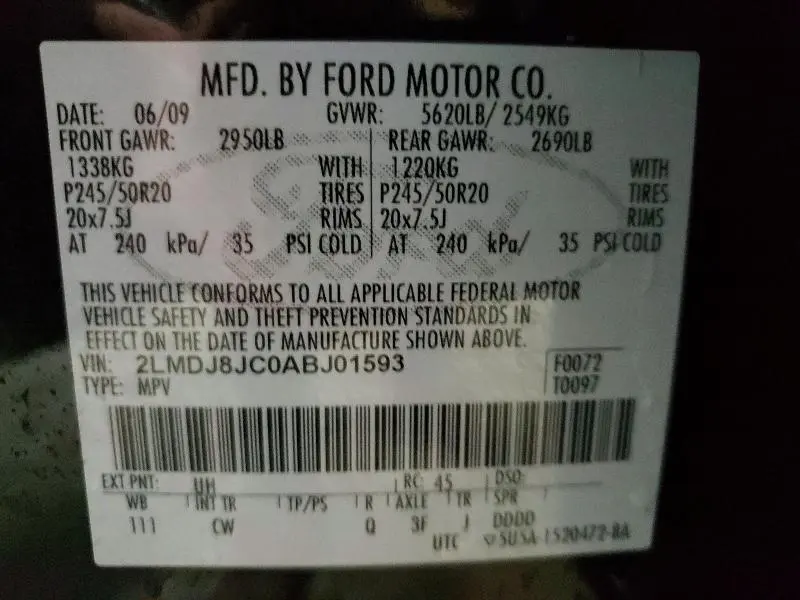 MFD. BY FORD MOTOR CO.
DATE: 06/09 GVWR: 5620LB/ 2549KG
FRONT GAWR: 2950LB REAR GAWR: 2690LB
1338KG WITH 1220KG WITH
P245/50R20 TIRES P245/50R20 TIRES
20x7.5J RIMS 20x7.5J RIMS
AT 240 kPa/ 35 PSI COLD AT 240 kPa/ 35 PSI COLD
THIS VEHICLE CONFORMS TO ALL APPLICABLE FEDERAL MOTOR
VEHICLE SAFETY AND THEFT PREVENTION STANDARDS IN
EFFECT ON THE DATE OF MANUFACTURE SHOWN ABOVE.
VIN: 2LMDJ8JC0ABJ01593 F0072
TYPE: MPV T0097
EXT PNT: UH RC: 45 DSO:
WB INT TR TP/PS R AXLE TR SPR
111 CW Q 3F J DDDD
UTC 5USA-1520472-BA